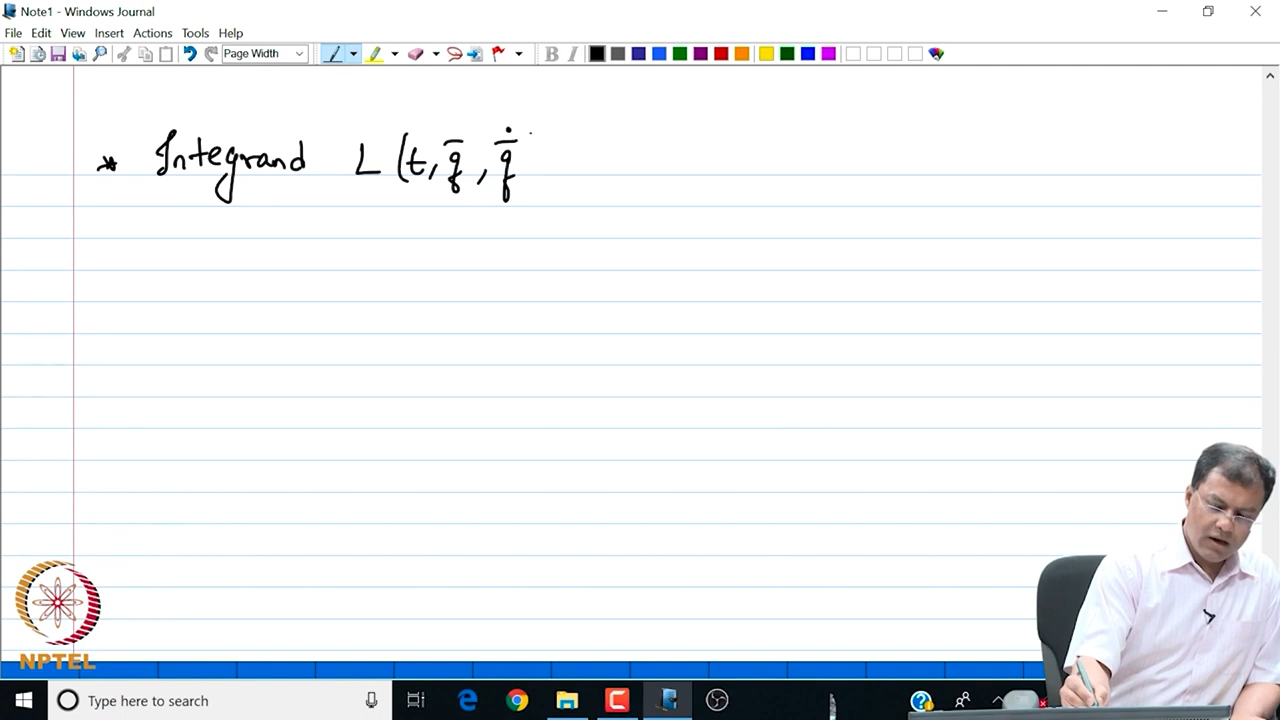 Note1 - Windows Journal
File Edit View Insert Actions Tools Help
Page Width B I
* Integrand L (t, q̄, q̄̇
NPTEL
Type here to search